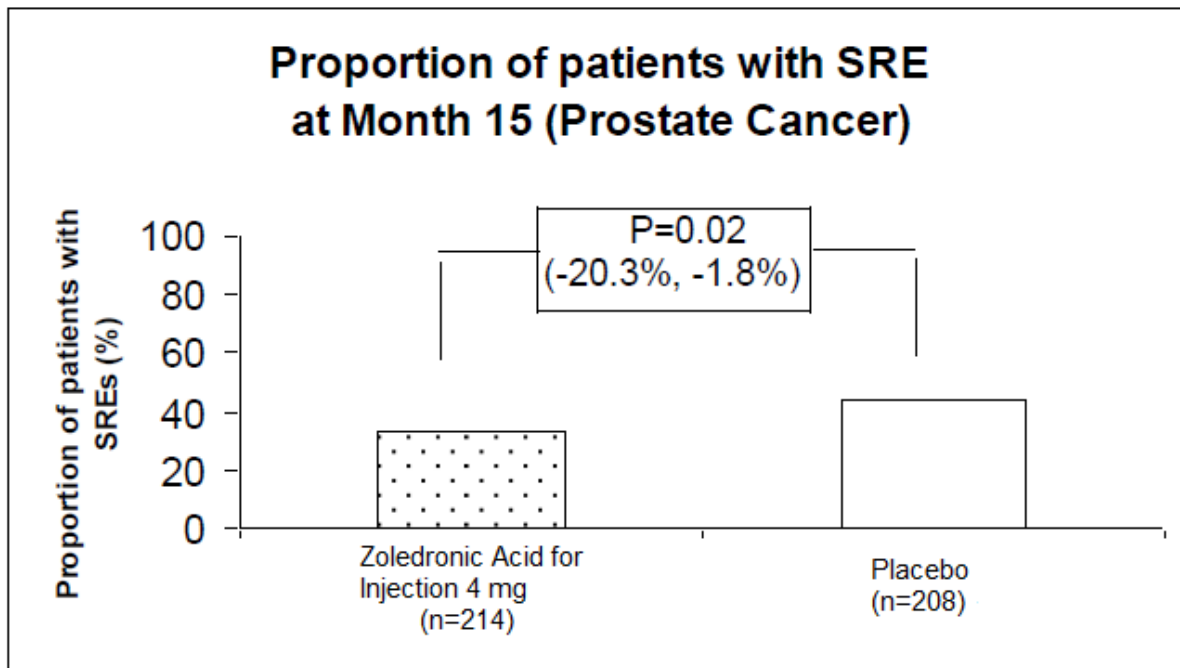 Proportion of patients with SRE
at Month 15 (Prostate Cancer)
Proportion of patients with
SREs (%)
100
80
60
40
20
0
P=0.02
(-20.3%, -1.8%)
Zoledronic Acid for
Injection 4 mg
(n=214)
Placebo
(n=208)